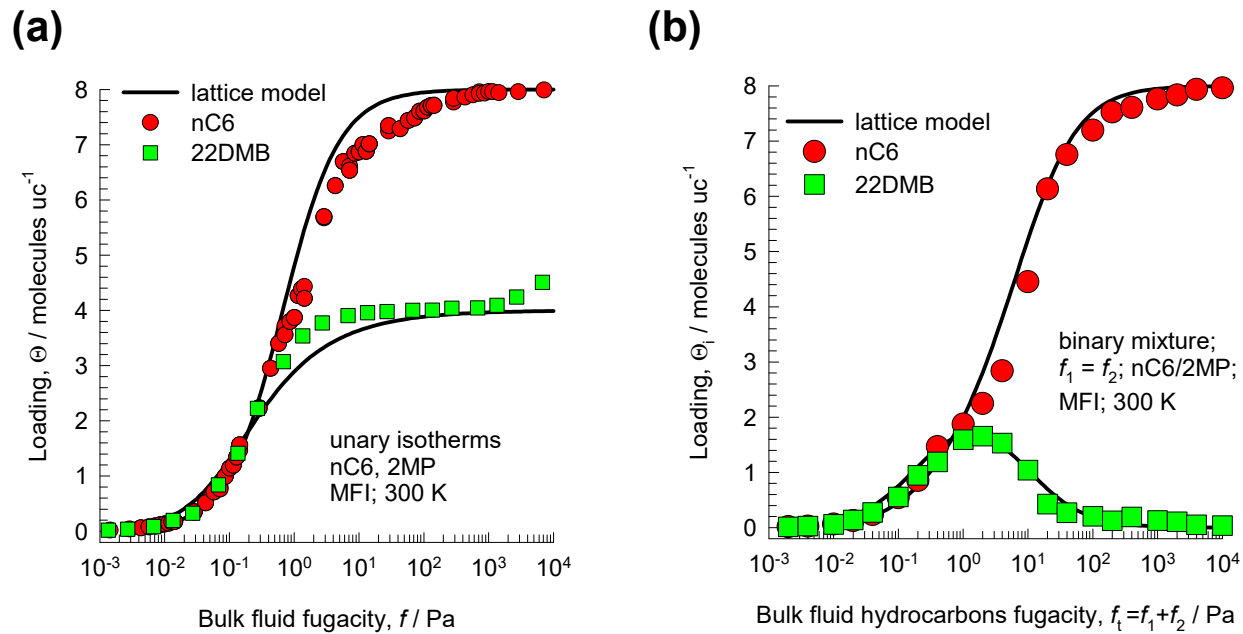 (a)
lattice model
nC6
22DMB
Loading, Θ / molecules uc⁻¹
8
7
6
5
4
3
2
1
0
unary isotherms
nC6, 2MP
MFI; 300 K
10⁻³ 10⁻² 10⁻¹ 10⁰ 10¹ 10² 10³ 10⁴
Bulk fluid fugacity, f / Pa
(b)
lattice model
nC6
22DMB
Loading, Θᵢ / molecules uc⁻¹
8
7
6
5
4
3
2
1
0
binary mixture;
f₁ = f₂; nC6/2MP;
MFI; 300 K
10⁻³ 10⁻² 10⁻¹ 10⁰ 10¹ 10² 10³ 10⁴
Bulk fluid hydrocarbons fugacity, fₜ =f₁+f₂ / Pa